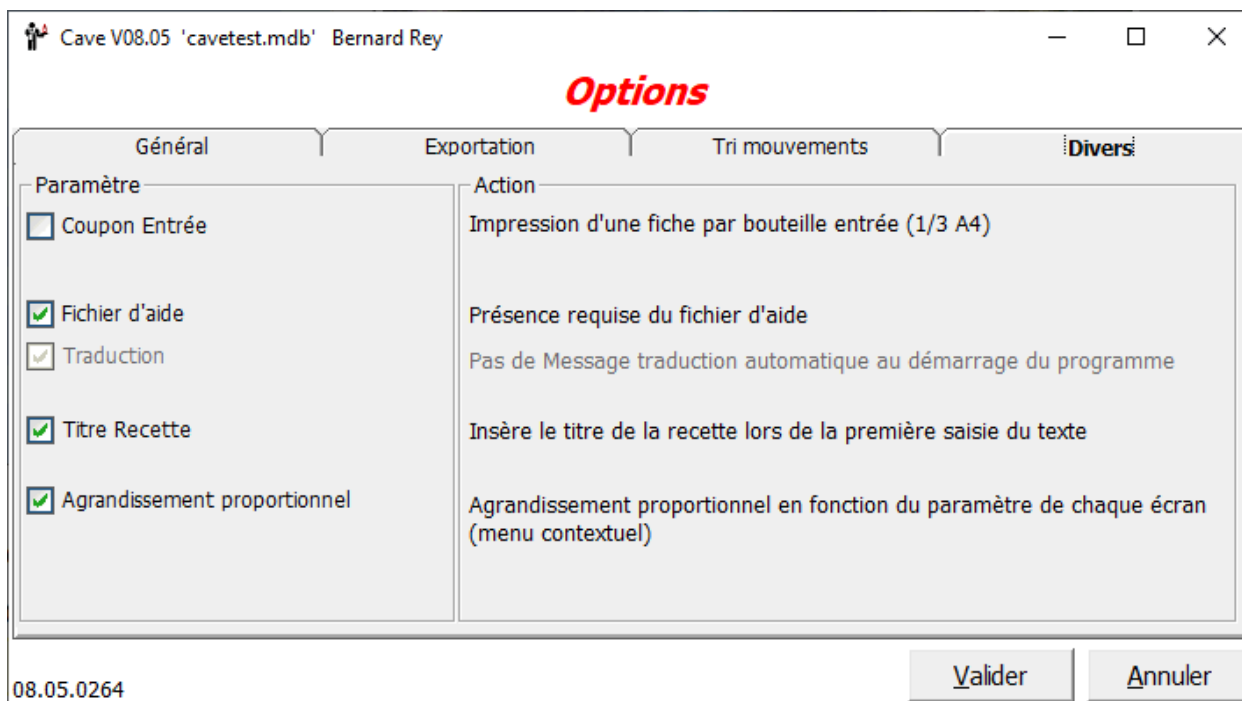 Cave V08.05 'cavetest.mdb' Bernard Rey
Options
Général Exportation Tri mouvements Divers
Paramètre Action
Coupon Entrée Impression d'une fiche par bouteille entrée (1/3 A4)
Fichier d'aide Présence requise du fichier d'aide
Traduction Pas de Message traduction automatique au démarrage du programme
Titre Recette Insère le titre de la recette lors de la première saisie du texte
Agrandissement proportionnel Agrandissement proportionnel en fonction du paramètre de chaque écran
(menu contextuel)
Valider Annuler
08.05.0264